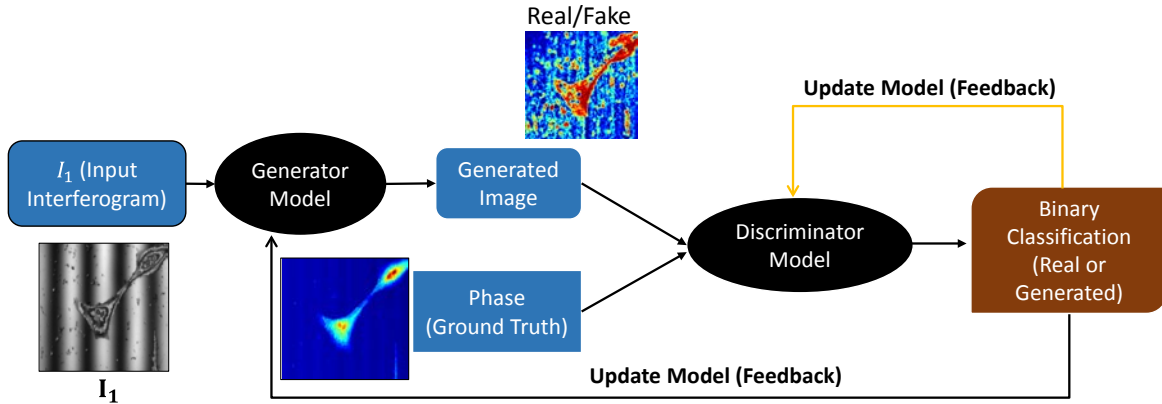 Real/Fake
Update Model (Feedback)
I₁ (Input
Interferogram)
Generator
Model
Generated
Image
Discriminator
Model
Binary
Classification
(Real or
Generated)
Phase
(Ground Truth)
Update Model (Feedback)
I₁